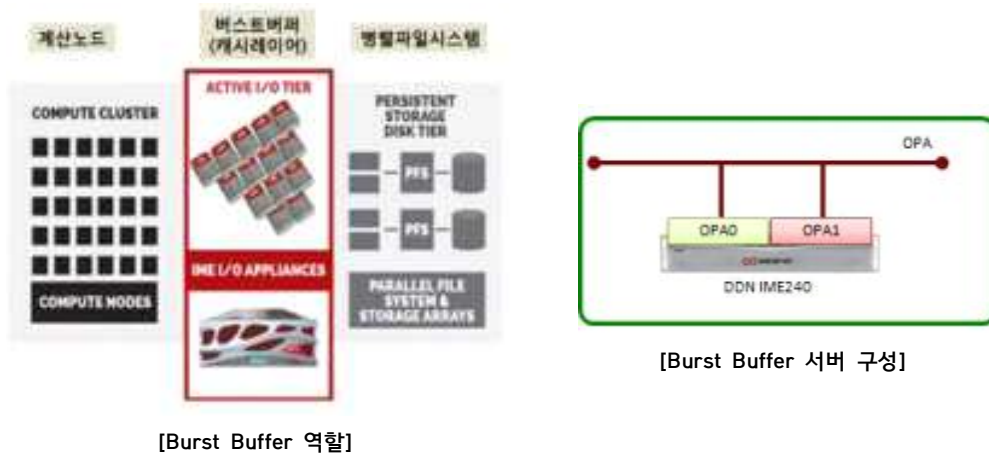 계산노드
버스트버퍼
(캐시레이어)
병렬파일시스템
COMPUTE CLUSTER
COMPUTE NODES
ACTIVE I/O TIER
IME I/O APPLIANCES
PERSISTENT
STORAGE
DISK TIER
PFS
PFS
PARALLEL FILE
SYSTEM &
STORAGE ARRAYS
[Burst Buffer 역할]
OPA
OPA0
OPA1
DDN IME240
[Burst Buffer 서버 구성]